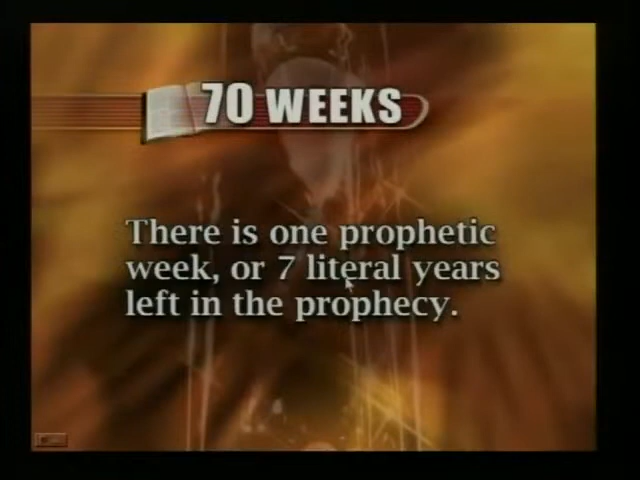 70 WEEKS
There is one prophetic
week, or 7 literal years
left in the prophecy.